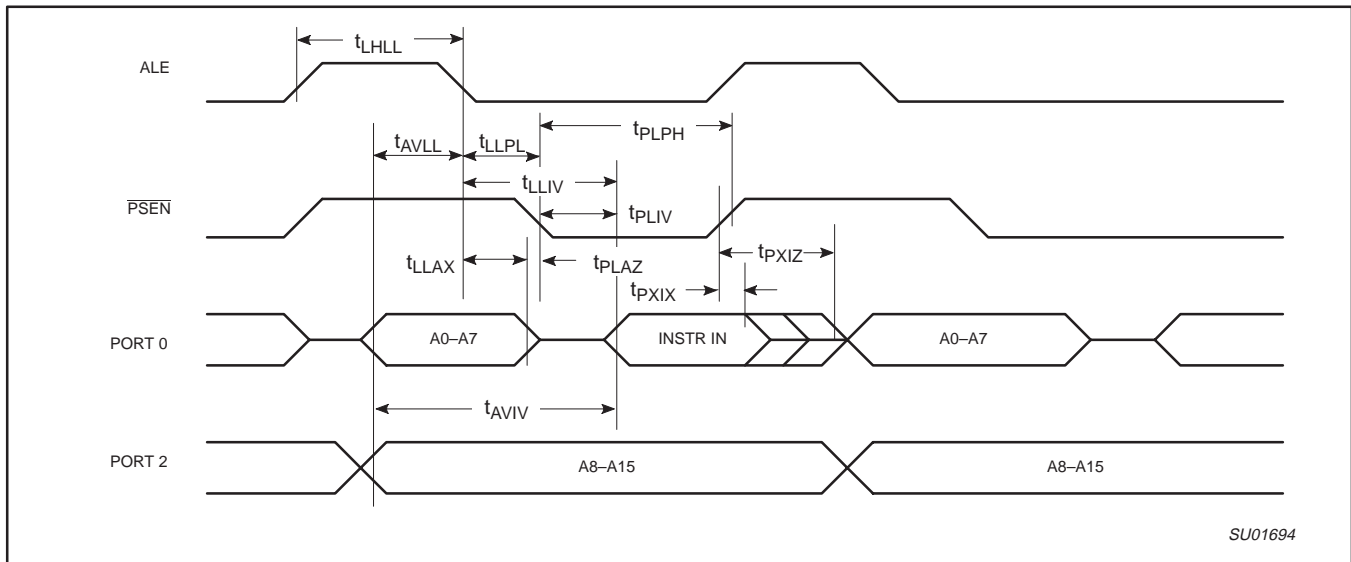 tLHLL
ALE
tPLPH
tAVLL
tLLPL
tLLIV
PSEN
tPLIV
tLLAX
tPLAZ
tPXIZ
tPXIX
PORT 0
A0–A7
INSTR IN
A0–A7
tAVIV
PORT 2
A8–A15
A8–A15
SU01694